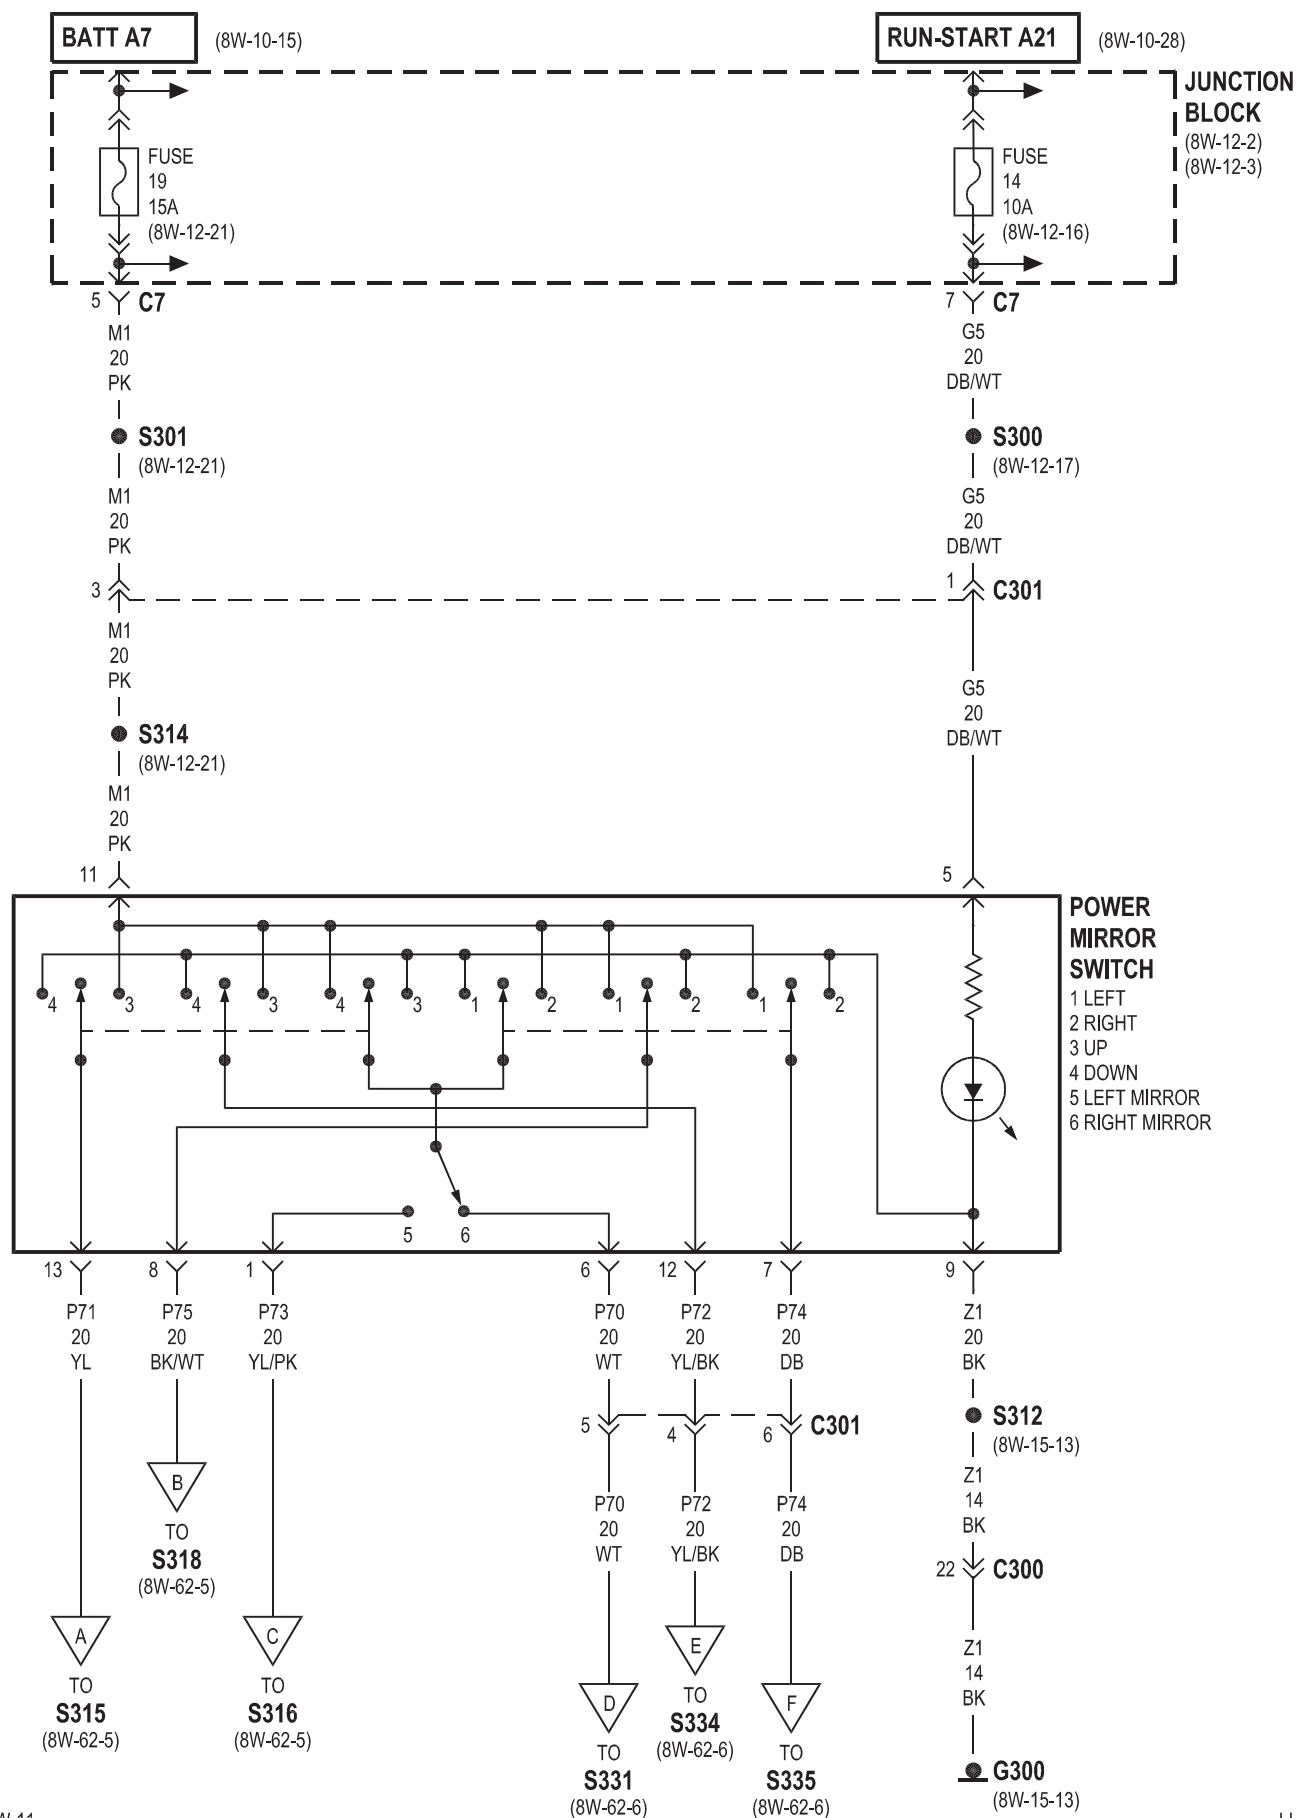 BATT A7 (8W-10-15) RUN-START A21 (8W-10-28)
JUNCTION
BLOCK
(8W-12-2)
(8W-12-3)
FUSE
19
15A
(8W-12-21)
FUSE
14
10A
(8W-12-16)
5 C7
M1
20
PK
S301
(8W-12-21)
M1
20
PK
3
M1
20
PK
S314
(8W-12-21)
M1
20
PK
11
7 C7
G5
20
DB/WT
S300
(8W-12-17)
G5
20
DB/WT
1 C301
G5
20
DB/WT
5
POWER
MIRROR
SWITCH
1 LEFT
2 RIGHT
3 UP
4 DOWN
5 LEFT MIRROR
6 RIGHT MIRROR
4 3 4 3 4 3 1 2 1 2 1 2
5 6
13 8 1 6 12 7 9
P71
20
YL
A
TO
S315
(8W-62-5)
P75
20
BK/WT
B
TO
S318
(8W-62-5)
P73
20
YL/PK
C
TO
S316
(8W-62-5)
P70
20
WT
5
P70
20
WT
D
TO
S331
(8W-62-6)
P72
20
YL/BK
4
P72
20
YL/BK
E
TO
S334
(8W-62-6)
P74
20
DB
6 C301
P74
20
DB
F
TO
S335
(8W-62-6)
Z1
20
BK
S312
(8W-15-13)
Z1
14
BK
22 C300
Z1
14
BK
G300
(8W-15-13)